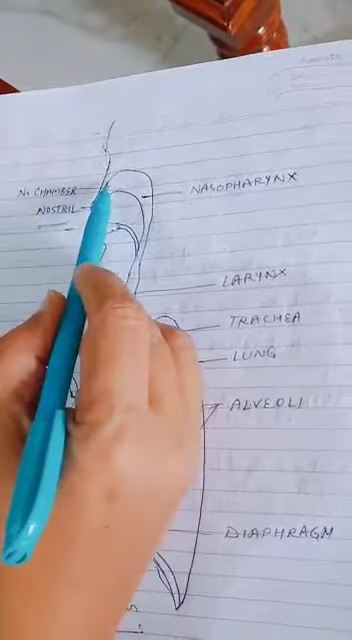 N. CHAMBER
NOSTRIL
NASOPHARYNX
LARYNX
TRACHEA
LUNG
ALVEOLI
DIAPHRAGM